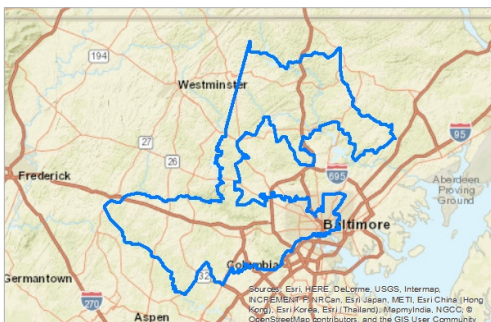 194
Westminster
27
26
95
Frederick
695
Aberdeen
Proving
Ground
Baltimore
Columbia
32
Germantown
270
Aspen
Sources: Esri, HERE, DeLorme, USGS, Intermap,
INCREMENT P, NRCan, Esri Japan, METI, Esri China (Hong
Kong), Esri Korea, Esri (Thailand), MapmyIndia, NGCC, ©
OpenStreetMap contributors, and the GIS User Community